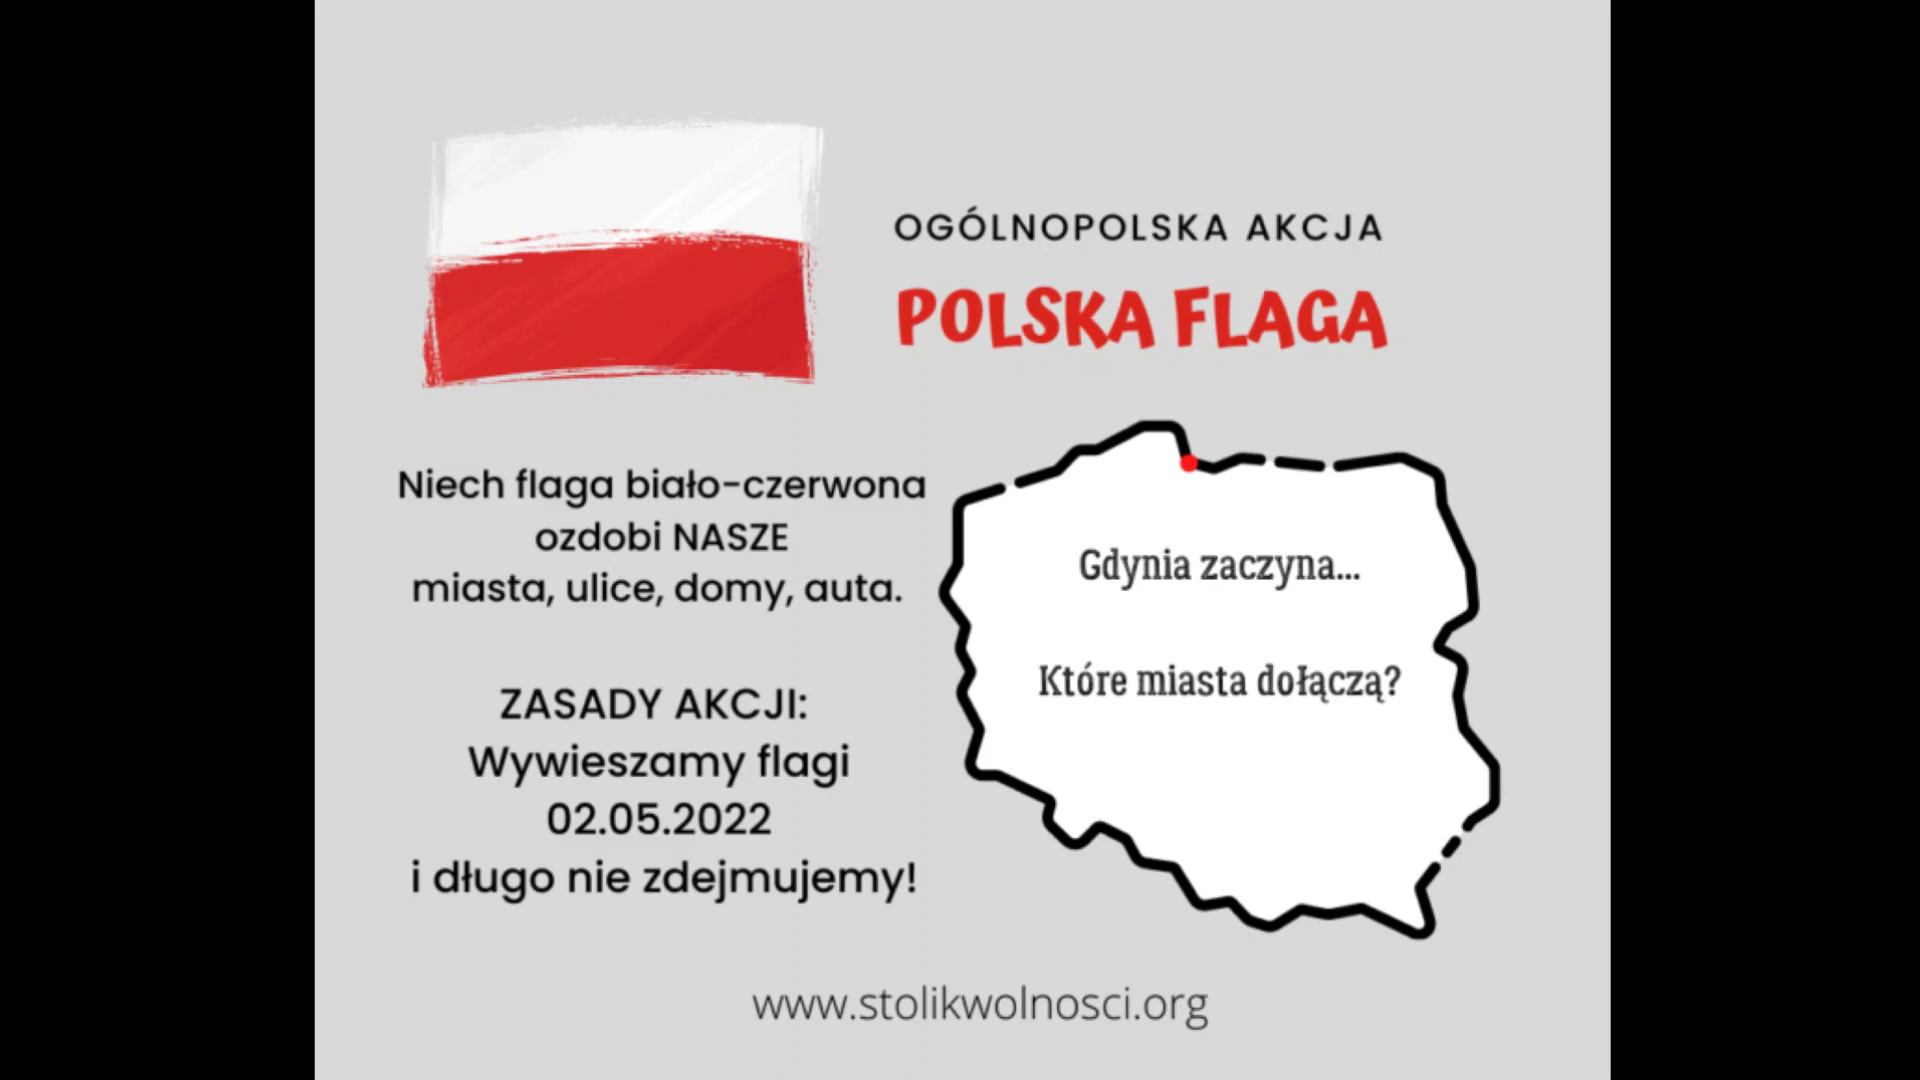 OGÓLNOPOLSKA AKCJA
POLSKA FLAGA
Niech flaga biało-czerwona
ozdobi NASZE
miasta, ulice, domy, auta.
ZASADY AKCJI:
Wywieszamy flagi
02.05.2022
i długo nie zdejmujemy!
Gdynia zaczyna...
Które miasta dołączą?
www.stolikwolnosci.org